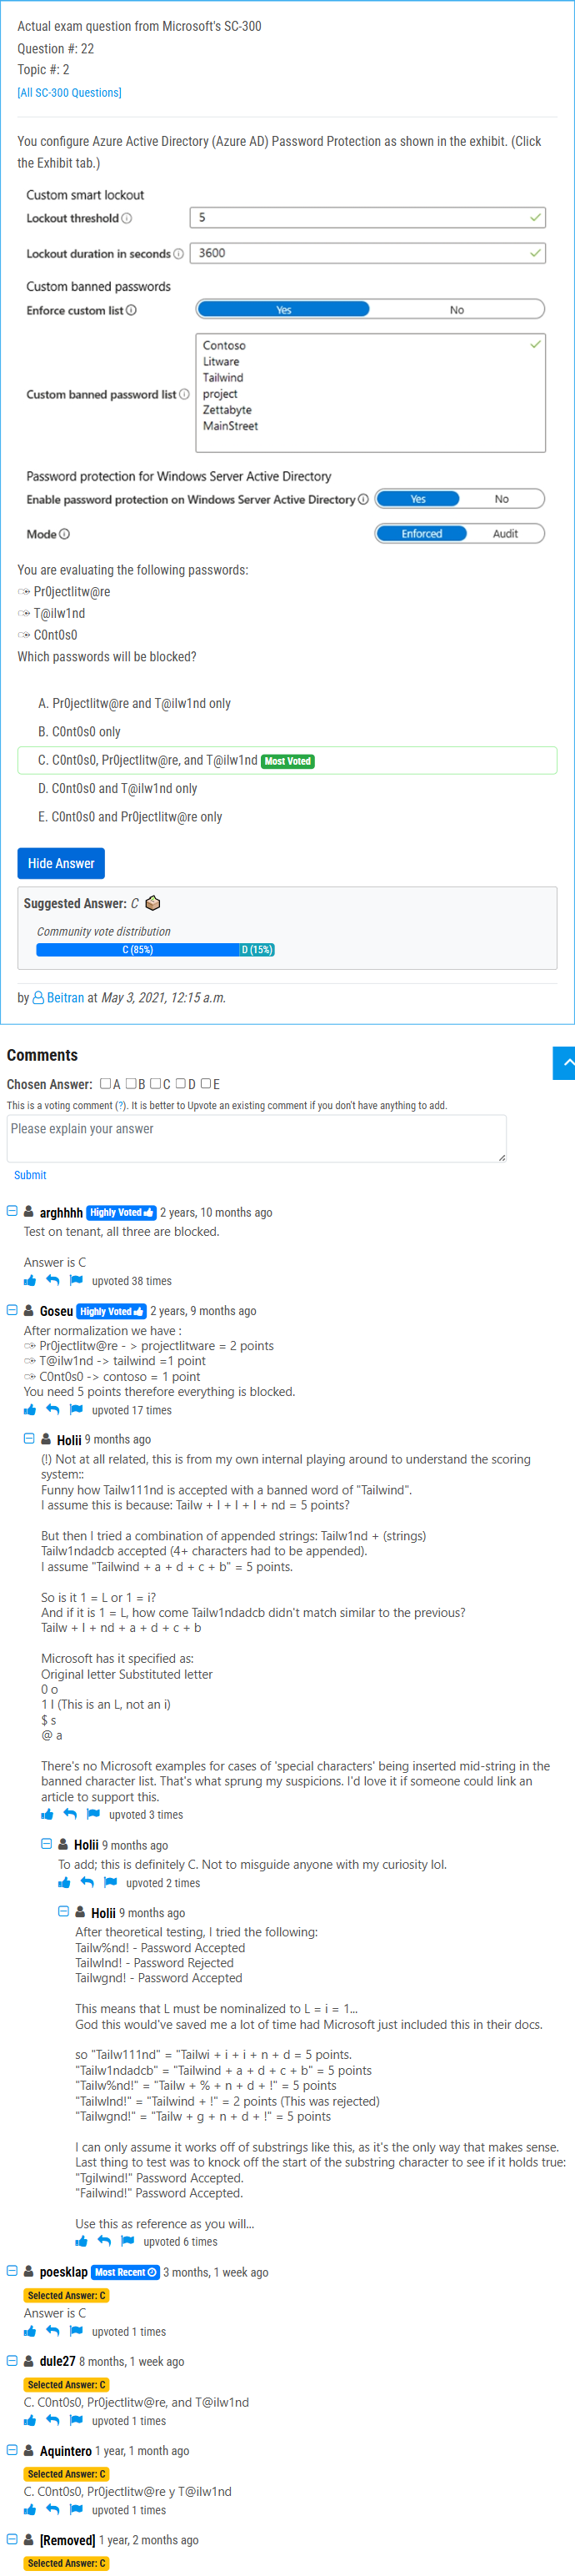 Actual exam question from Microsoft's SC-300
Question #: 22
Topic #: 2
[All SC-300 Questions]
You configure Azure Active Directory (Azure AD) Password Protection as shown in the exhibit. (Click
the Exhibit tab.)
Custom smart lockout
Lockout threshold 5
Lockout duration in seconds 3600
Custom banned passwords
Enforce custom list Yes No
Custom banned password list
Contoso
Litware
Tailwind
project
Zettabyte
MainStreet
Password protection for Windows Server Active Directory
Enable password protection on Windows Server Active Directory Yes No
Mode Enforced Audit
You are evaluating the following passwords:
Pr0jectlitw@re
T@ilw1nd
C0nt0s0
Which passwords will be blocked?
A. Pr0jectlitw@re and T@ilw1nd only
B. C0nt0s0 only
C. C0nt0s0, Pr0jectlitw@re, and T@ilw1nd Most Voted
D. C0nt0s0 and T@ilw1nd only
E. C0nt0s0 and Pr0jectlitw@re only
Hide Answer
Suggested Answer: C
Community vote distribution
C (85%) D (15%)
by Beitran at May 3, 2021, 12:15 a.m.
Comments
Chosen Answer: A B C D E
This is a voting comment (?). It is better to Upvote an existing comment if you don't have anything to add.
Please explain your answer
Submit
arghhhh Highly Voted 2 years, 10 months ago
Test on tenant, all three are blocked.
Answer is C
upvoted 38 times
Goseu Highly Voted 2 years, 9 months ago
After normalization we have :
Pr0jectlitw@re - > projectlitware = 2 points
T@ilw1nd -> tailwind =1 point
C0nt0s0 -> contoso = 1 point
You need 5 points therefore everything is blocked.
upvoted 17 times
Holii 9 months ago
(!) Not at all related, this is from my own internal playing around to understand the scoring
system::
Funny how Tailw111nd is accepted with a banned word of "Tailwind".
I assume this is because: Tailw + I + I + I + nd = 5 points?
But then I tried a combination of appended strings: Tailw1nd + (strings)
Tailw1ndadcb accepted (4+ characters had to be appended).
I assume "Tailwind + a + d + c + b" = 5 points.
So is it 1 = L or 1 = i?
And if it is 1 = L, how come Tailw1ndadcb didn't match similar to the previous?
Tailw + l + nd + a + d + c + b
Microsoft has it specified as:
Original letter Substituted letter
0 o
1 l (This is an L, not an i)
$ s
@ a
There's no Microsoft examples for cases of 'special characters' being inserted mid-string in the
banned character list. That's what sprung my suspicions. I'd love it if someone could link an
article to support this.
upvoted 3 times
Holii 9 months ago
To add; this is definitely C. Not to misguide anyone with my curiosity lol.
upvoted 2 times
Holii 9 months ago
After theoretical testing, I tried the following:
Tailw%nd! - Password Accepted
Tailwlnd! - Password Rejected
Tailwgnd! - Password Accepted
This means that L must be nominalized to L = i = 1...
God this would've saved me a lot of time had Microsoft just included this in their docs.
so "Tailw111nd" = "Tailwi + i + i + n + d = 5 points.
"Tailw1ndadcb" = "Tailwind + a + d + c + b" = 5 points
"Tailw%nd!" = "Tailw + % + n + d + !" = 5 points
"Tailwlnd!" = "Tailwind + !" = 2 points (This was rejected)
"Tailwgnd!" = "Tailw + g + n + d + !" = 5 points
I can only assume it works off of substrings like this, as it's the only way that makes sense.
Last thing to test was to knock off the start of the substring character to see if it holds true:
"Tgilwind!" Password Accepted.
"Failwind!" Password Accepted.
Use this as reference as you will...
upvoted 6 times
poesklap Most Recent 3 months, 1 week ago
Selected Answer: C
Answer is C
upvoted 1 times
dule27 8 months, 1 week ago
Selected Answer: C
C. C0nt0s0, Pr0jectlitw@re, and T@ilw1nd
upvoted 1 times
Aquintero 1 year, 1 month ago
Selected Answer: C
C. C0nt0s0, Pr0jectlitw@re y T@ilw1nd
upvoted 1 times
[Removed] 1 year, 2 months ago
Selected Answer: C